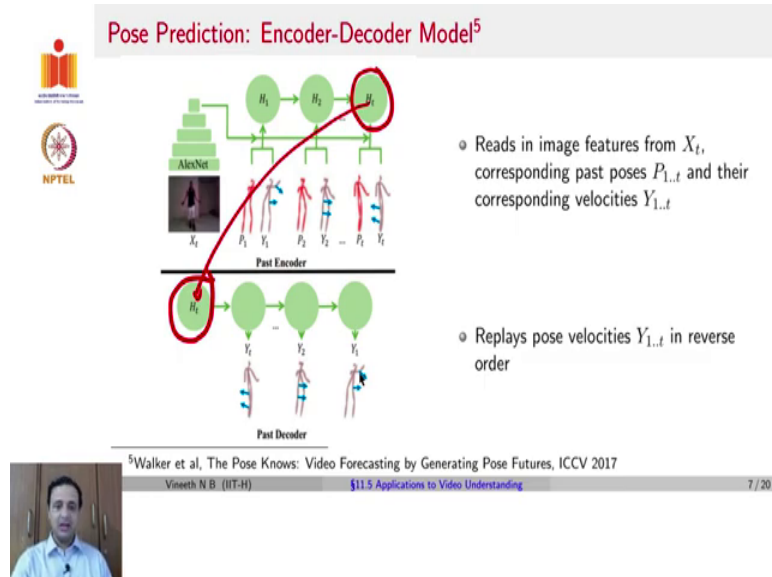 Pose Prediction: Encoder-Decoder Model⁵
NPTEL
H₁ H₂ ... Hₜ
AlexNet
Xₜ P₁ Y₁ P₂ Y₂ ... Pₜ Yₜ
Past Encoder
Hₜ
...
Yₜ Y₂ Y₁
Past Decoder
Reads in image features from Xₜ,
corresponding past poses P₁..ₜ and their
corresponding velocities Y₁..ₜ
Replays pose velocities Y₁..ₜ in reverse
order
⁵Walker et al, The Pose Knows: Video Forecasting by Generating Pose Futures, ICCV 2017
Vineeth N B (IIT-H) §11.5 Applications to Video Understanding 7 / 20